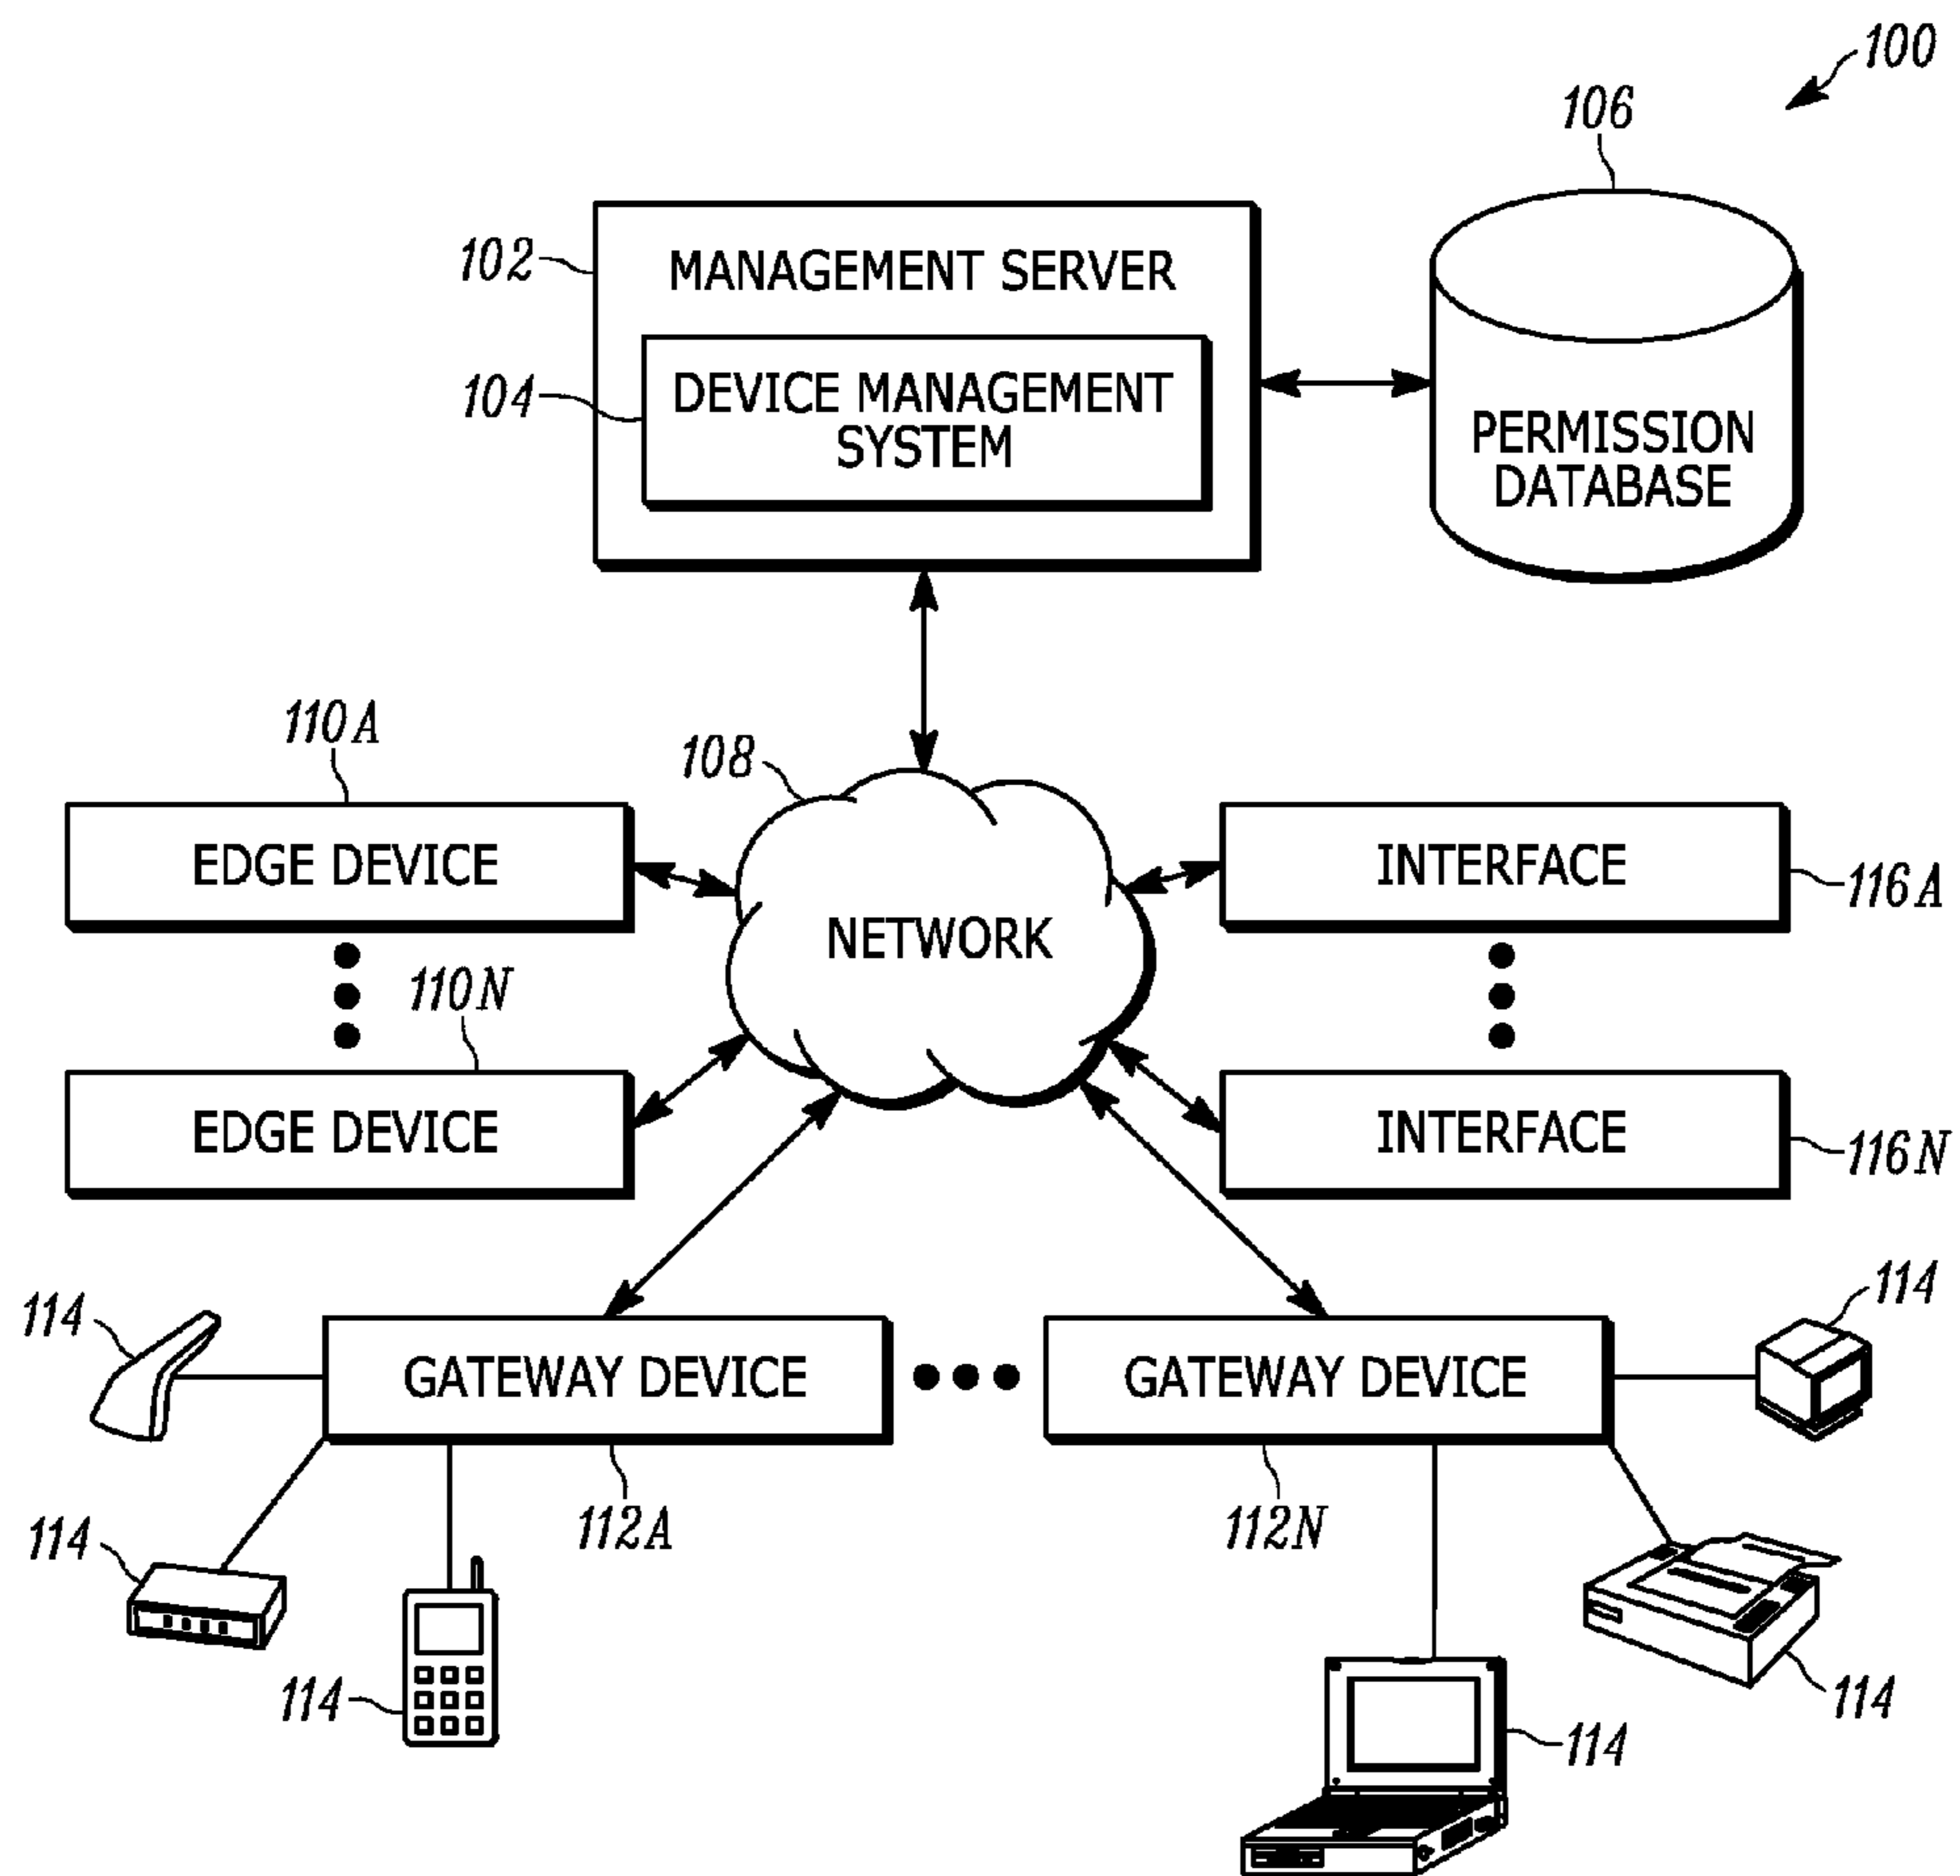 100
106
102
MANAGEMENT SERVER
104
DEVICE MANAGEMENT
SYSTEM
PERMISSION
DATABASE
110A
108
EDGE DEVICE
INTERFACE
116A
NETWORK
110N
EDGE DEVICE
INTERFACE
116N
114
114
GATEWAY DEVICE
GATEWAY DEVICE
112A
112N
114
114
114
114